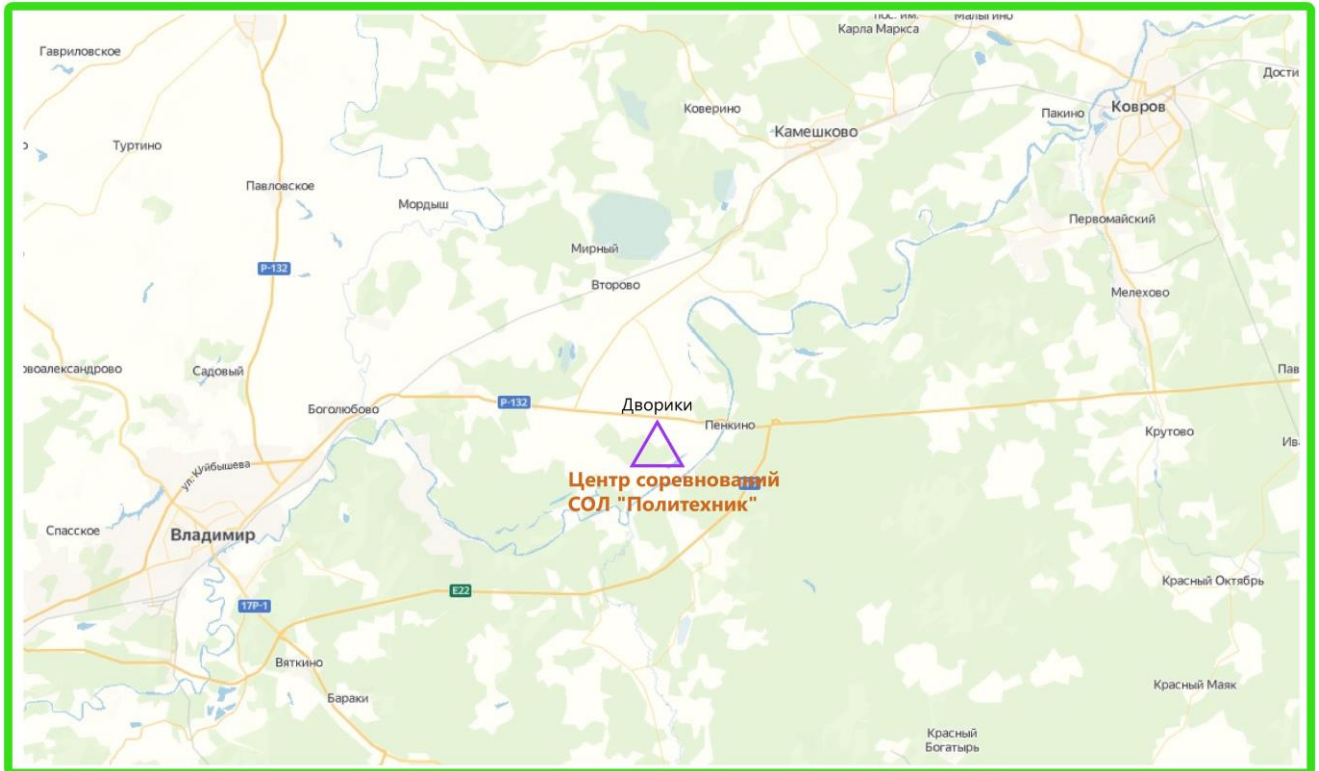 пос. им.
Карла Маркса
Малыгино
Гавриловское
Дости
Коверино
Ковров
Пакино
Камешково
Туртино
Павловское
Мордыш
Первомайский
Мирный
Р-132
Второво
Мелехово
овоалександрово
Садовый
Пав
Боголюбово
Р-132
Дворики
Пенкино
Крутово
Ива
ул. Куйбышева
Центр соревнований
СОЛ "Политехник"
Спасское
Владимир
Красный Октябрь
Е22
17Р-1
Вяткино
Бараки
Красный Маяк
Красный
Богатырь